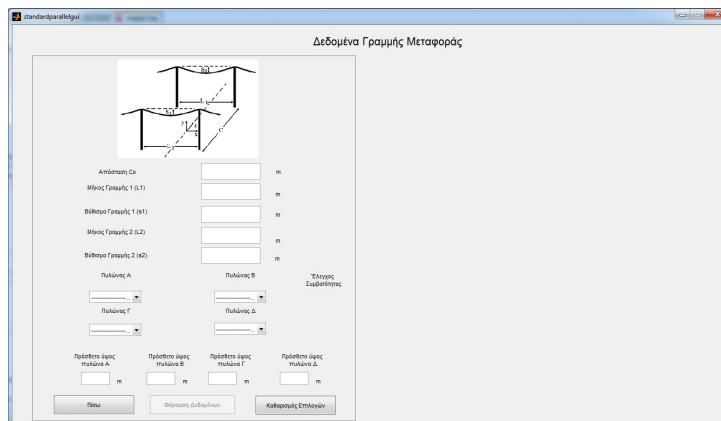 standardparallelgui
Δεδομένα Γραμμής Μεταφοράς
Απόσταση Ce
m
Μήκος Γραμμής 1 (L1)
m
Βύθισμα Γραμμής 1 (s1)
m
Μήκος Γραμμής 2 (L2)
m
Βύθισμα Γραμμής 2 (s2)
m
Πυλώνας Α Πυλώνας Β Έλεγχος
Συμβατότητας
Πυλώνας Γ Πυλώνας Δ
Πρόσθετο ύψος Πρόσθετο ύψος Πρόσθετο ύψος Πρόσθετο ύψος
πυλώνα Α πυλώνα Β πυλώνα Γ πυλώνα Δ
m m m m
Πίσω Φόρτωση Δεδομένων Καθαρισμός Επιλογών